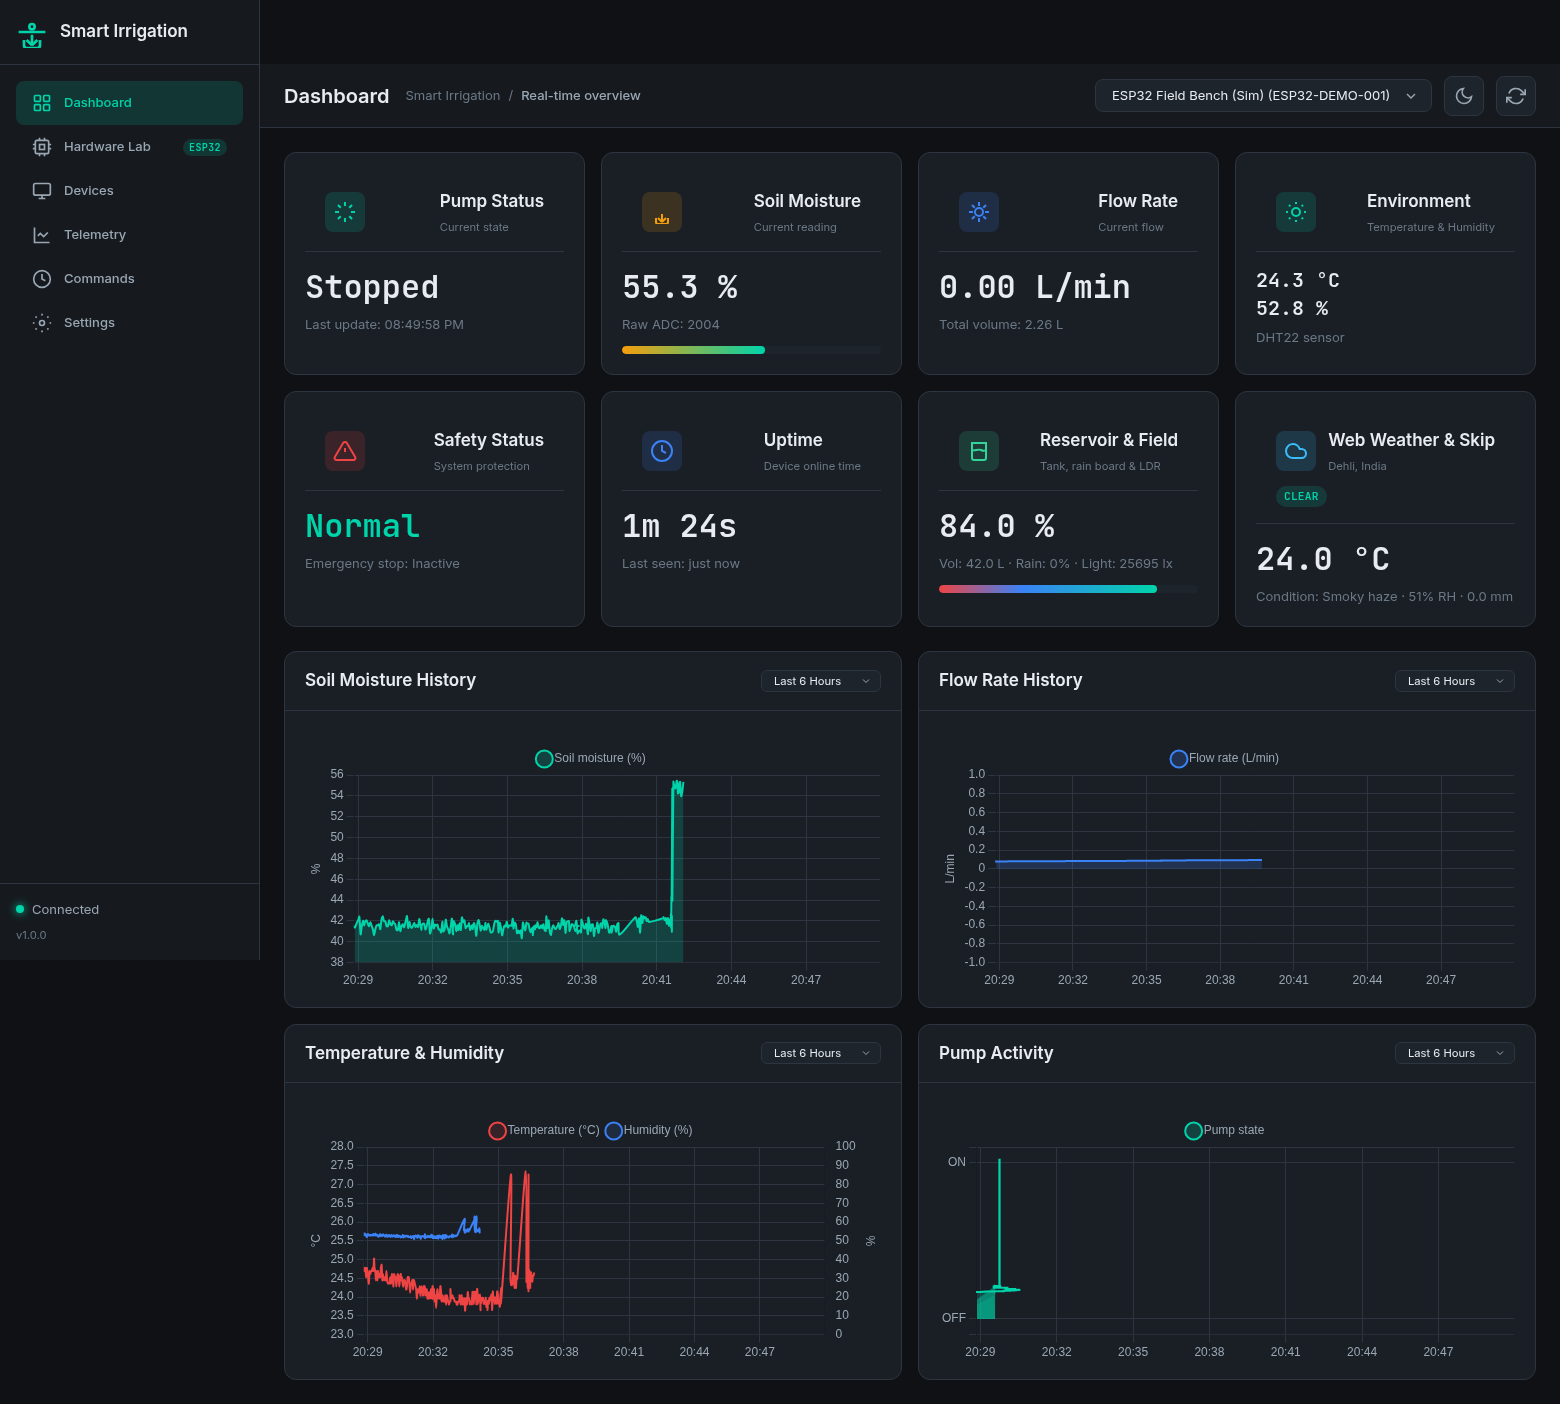 Smart Irrigation
Dashboard
Hardware Lab ESP32
Devices
Telemetry
Commands
Settings
Connected
v1.0.0
Dashboard Smart Irrigation / Real-time overview
ESP32 Field Bench (Sim) (ESP32-DEMO-001)
Pump Status
Current state
Stopped
Last update: 08:49:58 PM
Soil Moisture
Current reading
55.3 %
Raw ADC: 2004
Flow Rate
Current flow
0.00 L/min
Total volume: 2.26 L
Environment
Temperature & Humidity
24.3 °C
52.8 %
DHT22 sensor
Safety Status
System protection
Normal
Emergency stop: Inactive
Uptime
Device online time
1m 24s
Last seen: just now
Reservoir & Field
Tank, rain board & LDR
84.0 %
Vol: 42.0 L · Rain: 0% · Light: 25695 lx
Web Weather & Skip
Dehli, India
CLEAR
24.0 °C
Condition: Smoky haze · 51% RH · 0.0 mm
Soil Moisture History
Last 6 Hours
Soil moisture (%)
56
54
52
50
48
46
44
42
40
38
%
20:29 20:32 20:35 20:38 20:41 20:44 20:47
Flow Rate History
Last 6 Hours
Flow rate (L/min)
1.0
0.8
0.6
0.4
0.2
0
-0.2
-0.4
-0.6
-0.8
-1.0
L/min
20:29 20:32 20:35 20:38 20:41 20:44 20:47
Temperature & Humidity
Last 6 Hours
Temperature (°C) Humidity (%)
28.0
27.5
27.0
26.5
26.0
25.5
25.0
24.5
24.0
23.5
23.0
°C
100
90
80
70
60
50
40
30
20
10
0
%
20:29 20:32 20:35 20:38 20:41 20:44 20:47
Pump Activity
Last 6 Hours
Pump state
ON
OFF
20:29 20:32 20:35 20:38 20:41 20:44 20:47